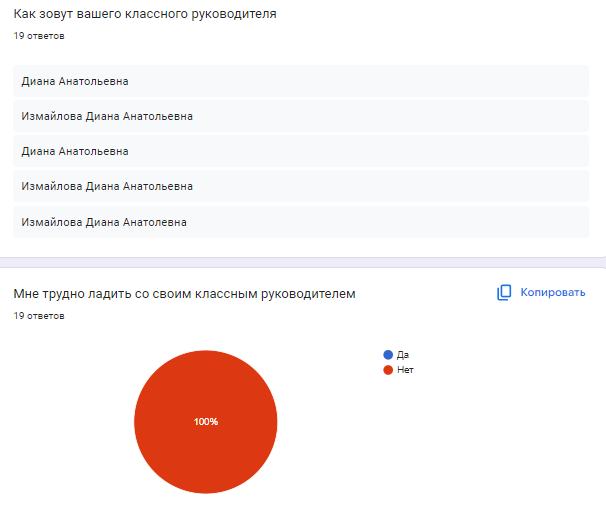 Как зовут вашего классного руководителя
19 ответов
Диана Анатольевна
Измайлова Диана Анатольевна
Диана Анатольевна
Измайлова Диана Анатольевна
Измайлова Диана Анатолевна
Мне трудно ладить со своим классным руководителем
Копировать
19 ответов
Да
Нет
100%